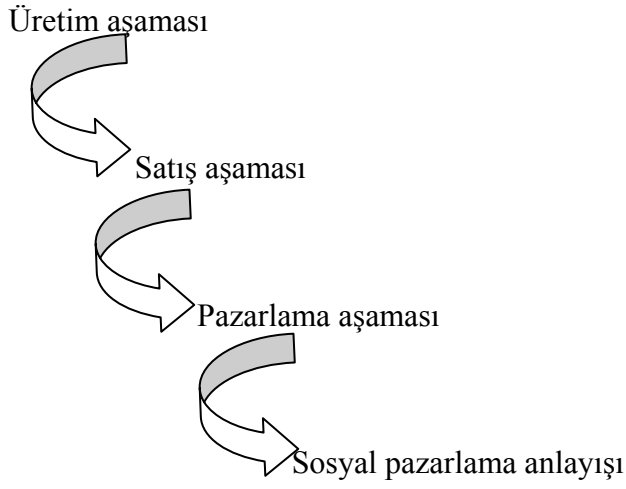 Üretim aşaması
Satış aşaması
Pazarlama aşaması
Sosyal pazarlama anlayışı